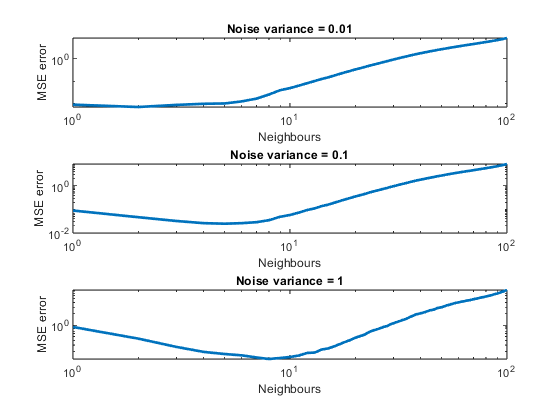 Noise variance = 0.01
MSE error
10^0
10^0 10^1 10^2
Neighbours
Noise variance = 0.1
MSE error
10^0
10^-2
10^0 10^1 10^2
Neighbours
Noise variance = 1
MSE error
10^0
10^0 10^1 10^2
Neighbours